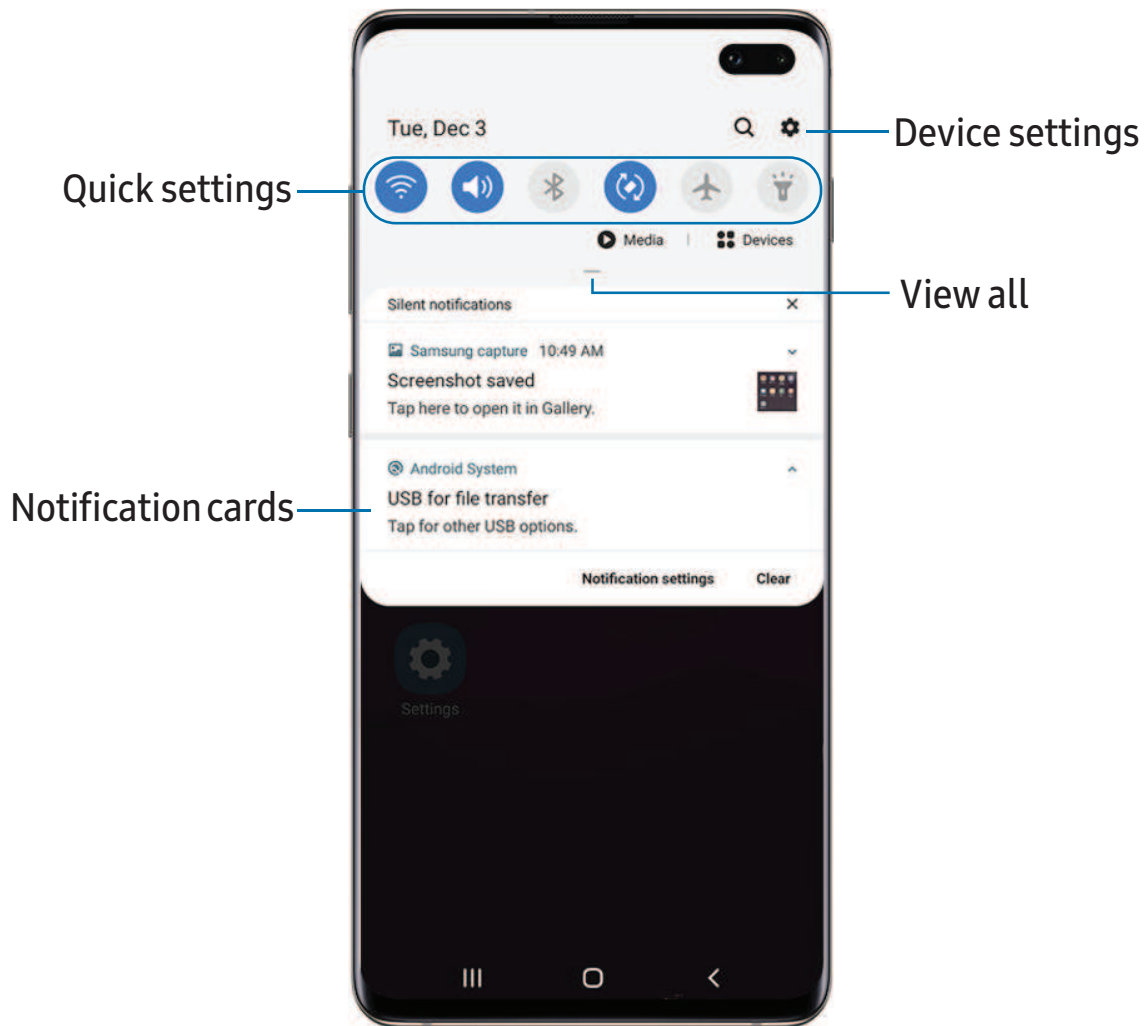 Tue, Dec 3
Device settings
Quick settings
Media
Devices
View all
Silent notifications
Samsung capture 10:49 AM
Screenshot saved
Tap here to open it in Gallery.
Android System
Notification cards
USB for file transfer
Tap for other USB options.
Notification settings Clear
Settings